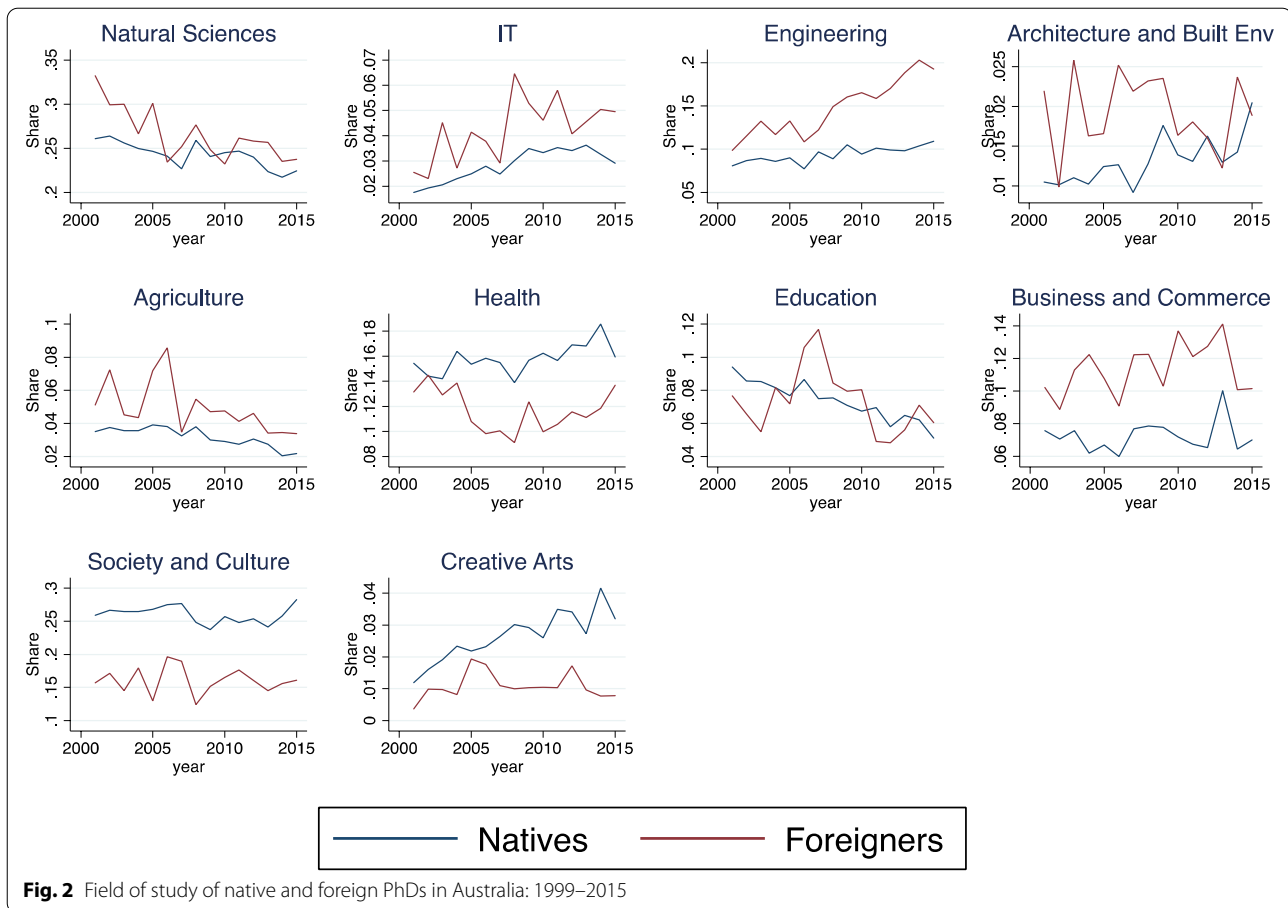 Natural Sciences
Share
.2 .25 .3 .35
2000 2005 2010 2015
year
IT
Share
.02.03.04.05.06.07
2000 2005 2010 2015
year
Engineering
Share
.05 .1 .15 .2
2000 2005 2010 2015
year
Architecture and Built Env
Share
.01 .015 .02 .025
2000 2005 2010 2015
year
Agriculture
Share
.02 .04 .06 .08 .1
2000 2005 2010 2015
year
Health
Share
.08 .1 .12 .14 .16 .18
2000 2005 2010 2015
year
Education
Share
.04 .06 .08 .1 .12
2000 2005 2010 2015
year
Business and Commerce
Share
.06 .08 .1 .12 .14
2000 2005 2010 2015
year
Society and Culture
Share
.1 .15 .2 .25 .3
2000 2005 2010 2015
year
Creative Arts
Share
0 .01 .02 .03 .04
2000 2005 2010 2015
year
Natives Foreigners
Fig. 2 Field of study of native and foreign PhDs in Australia: 1999–2015